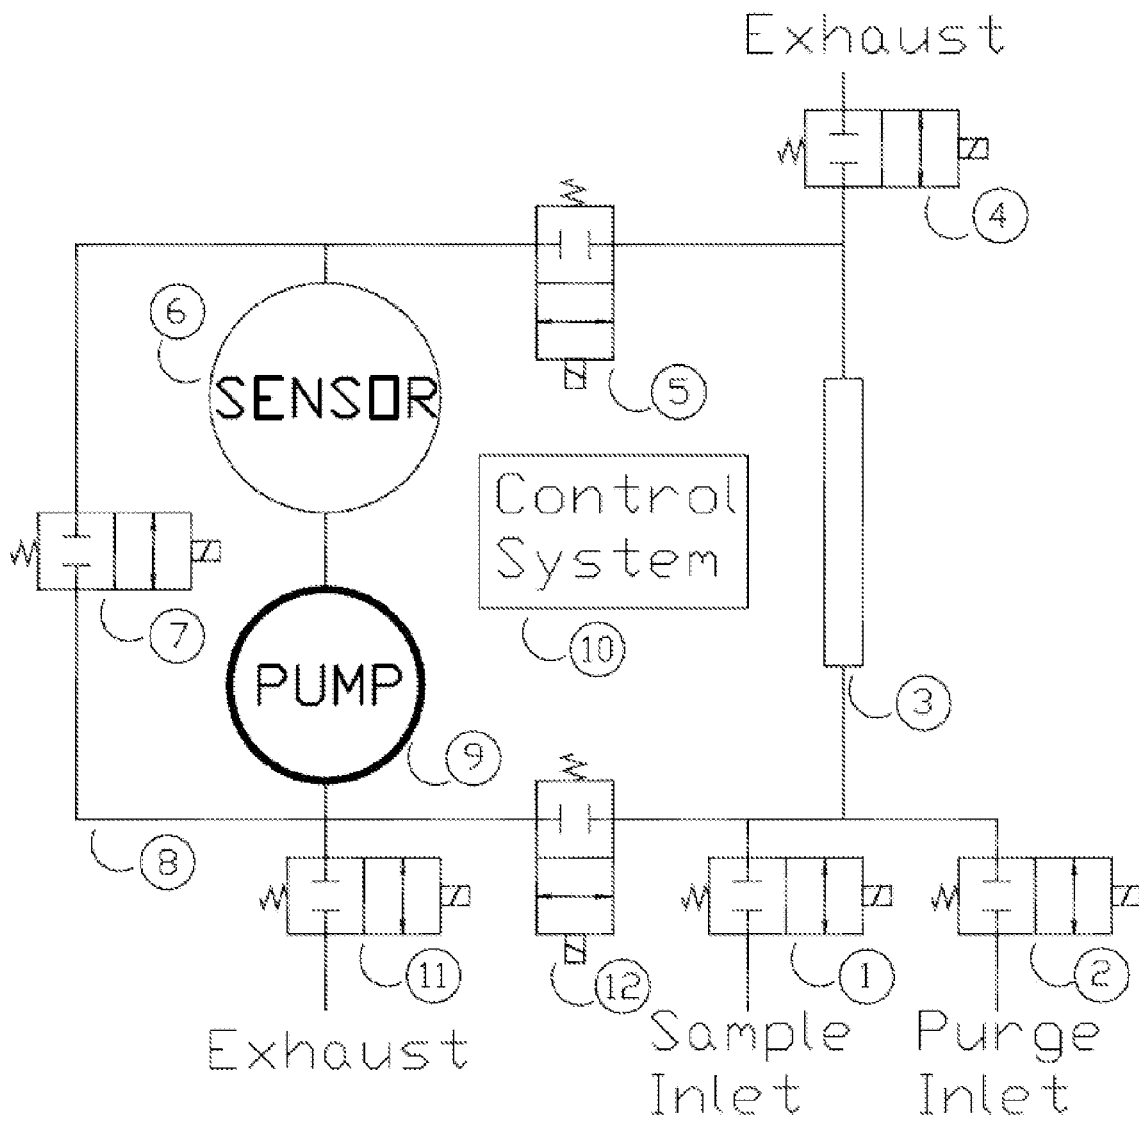 Exhaust
4
6
SENSOR
5
Control
System
7
10
3
PUMP
9
8
11
12
1
2
Exhaust
Sample
Inlet
Purge
Inlet